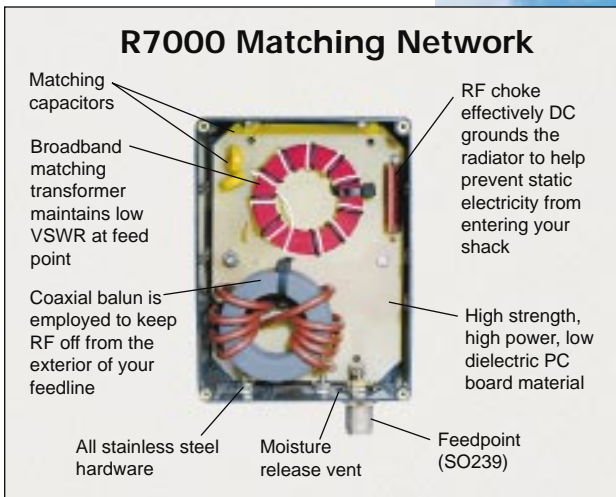 R7000 Matching Network
Matching
capacitors
Broadband
matching
transformer
maintains low
VSWR at feed
point
Coaxial balun is
employed to keep
RF off from the
exterior of your
feedline
All stainless steel
hardware
Moisture
release vent
Feedpoint
(SO239)
RF choke
effectively DC
grounds the
radiator to help
prevent static
electricity from
entering your
shack
High strength,
high power, low
dielectric PC
board material